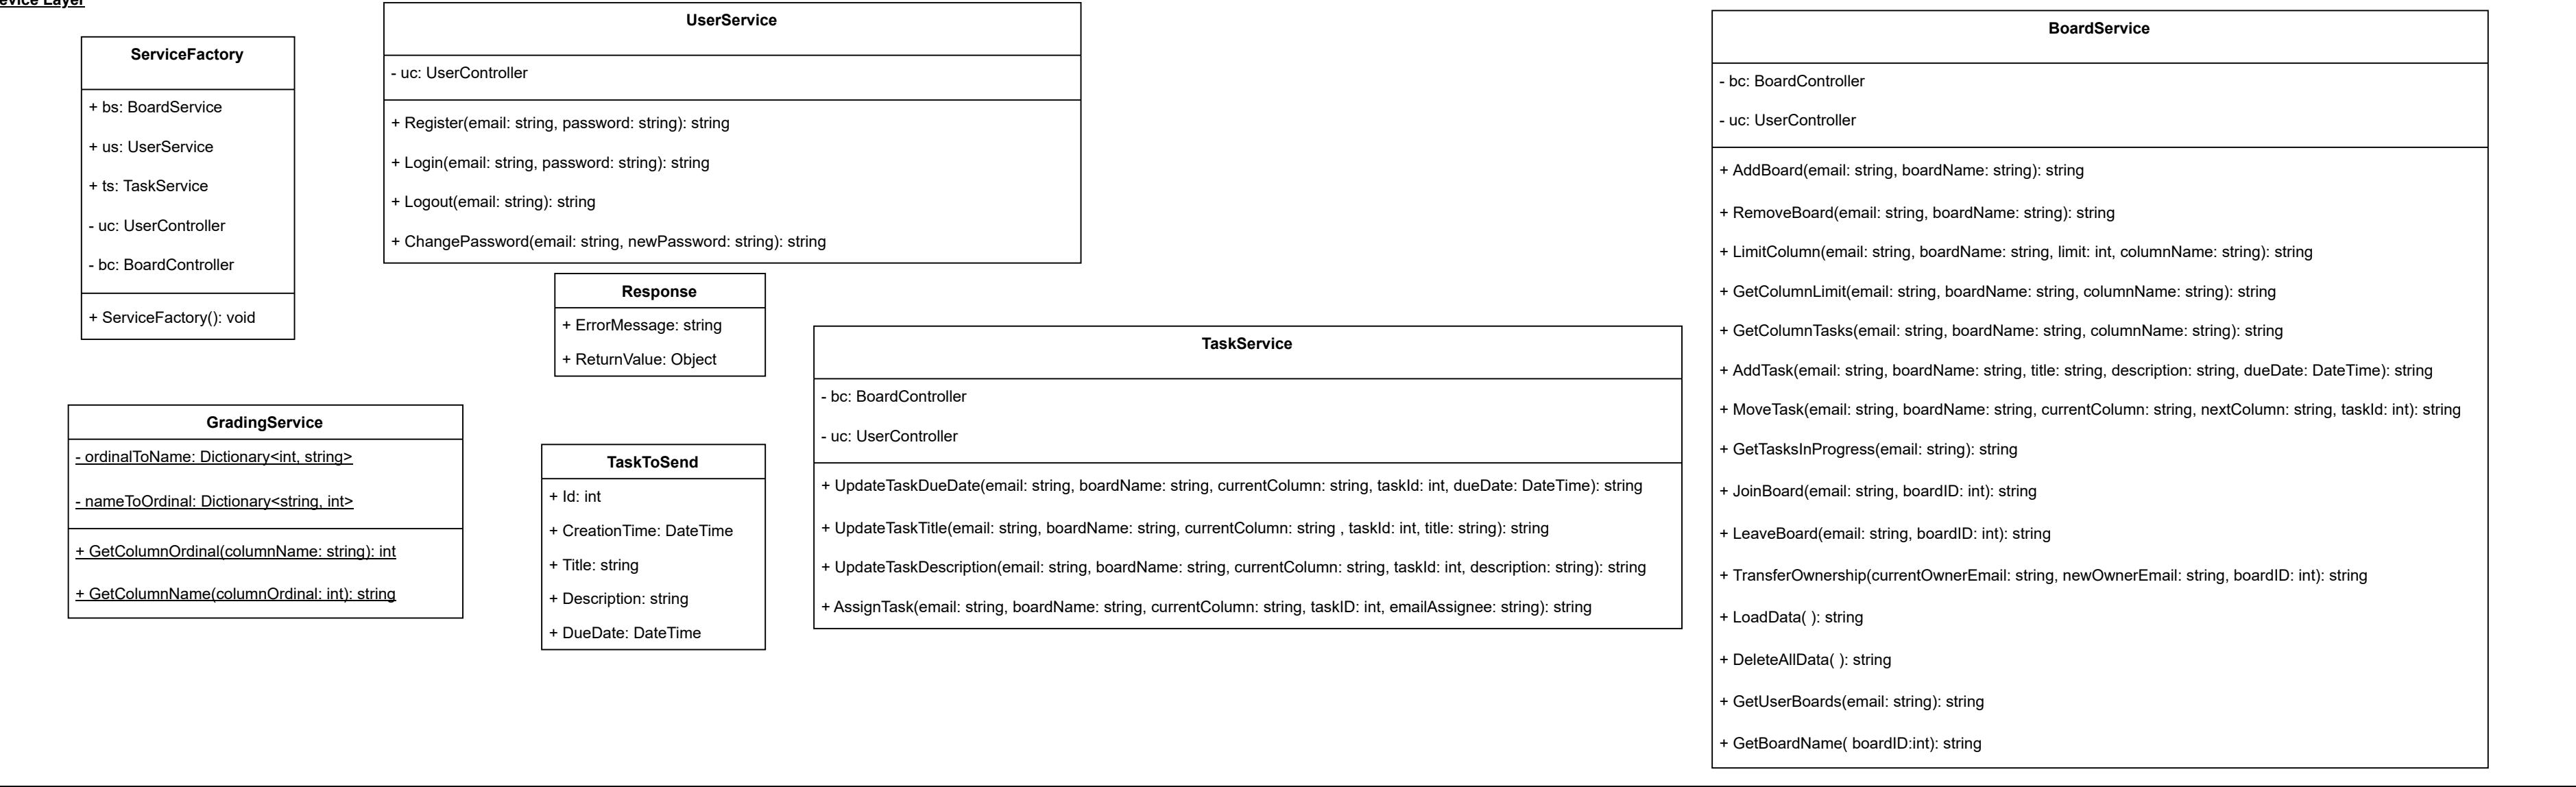 Layer
ServiceFactory
+ bs: BoardService
+ us: UserService
+ ts: TaskService
- uc: UserController
- bc: BoardController
+ ServiceFactory(): void
UserService
- uc: UserController
+ Register(email: string, password: string): string
+ Login(email: string, password: string): string
+ Logout(email: string): string
+ ChangePassword(email: string, newPassword: string): string
Response
+ ErrorMessage: string
+ ReturnValue: Object
GradingService
- ordinalToName: Dictionary<int, string>
- nameToOrdinal: Dictionary<string, int>
+ GetColumnOrdinal(columnName: string): int
+ GetColumnName(columnOrdinal: int): string
TaskToSend
+ Id: int
+ CreationTime: DateTime
+ Title: string
+ Description: string
+ DueDate: DateTime
TaskService
- bc: BoardController
- uc: UserController
+ UpdateTaskDueDate(email: string, boardName: string, currentColumn: string, taskId: int, dueDate: DateTime): string
+ UpdateTaskTitle(email: string, boardName: string, currentColumn: string , taskId: int, title: string): string
+ UpdateTaskDescription(email: string, boardName: string, currentColumn: string, taskId: int, description: string): string
+ AssignTask(email: string, boardName: string, currentColumn: string, taskID: int, emailAssignee: string): string
BoardService
- bc: BoardController
- uc: UserController
+ AddBoard(email: string, boardName: string): string
+ RemoveBoard(email: string, boardName: string): string
+ LimitColumn(email: string, boardName: string, limit: int, columnName: string): string
+ GetColumnLimit(email: string, boardName: string, columnName: string): string
+ GetColumnTasks(email: string, boardName: string, columnName: string): string
+ AddTask(email: string, boardName: string, title: string, description: string, dueDate: DateTime): string
+ MoveTask(email: string, boardName: string, currentColumn: string, nextColumn: string, taskId: int): string
+ GetTasksInProgress(email: string): string
+ JoinBoard(email: string, boardID: int): string
+ LeaveBoard(email: string, boardID: int): string
+ TransferOwnership(currentOwnerEmail: string, newOwnerEmail: string, boardID: int): string
+ LoadData( ): string
+ DeleteAllData( ): string
+ GetUserBoards(email: string): string
+ GetBoardName( boardID:int): string